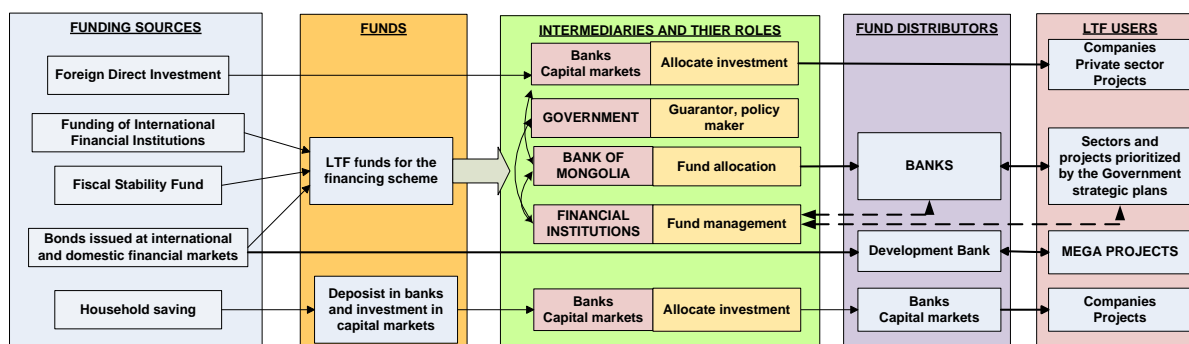 FUNDING SOURCES
Foreign Direct Investment
Funding of International
Financial Institutions
Fiscal Stability Fund
Bonds issued at international
and domestic financial markets
Household saving
FUNDS
LTF funds for the
financing scheme
Deposist in banks
and investment in
capital markets
INTERMEDIARIES AND THIER ROLES
Banks
Capital markets
Allocate investment
GOVERNMENT
Guarantor, policy
maker
BANK OF
MONGOLIA
Fund allocation
FINANCIAL
INSTITUTIONS
Fund management
Banks
Capital markets
Allocate investment
FUND DISTRIBUTORS
BANKS
Development Bank
Banks
Capital markets
LTF USERS
Companies
Private sector
Projects
Sectors and
projects prioritized
by the Government
strategic plans
MEGA PROJECTS
Companies
Projects